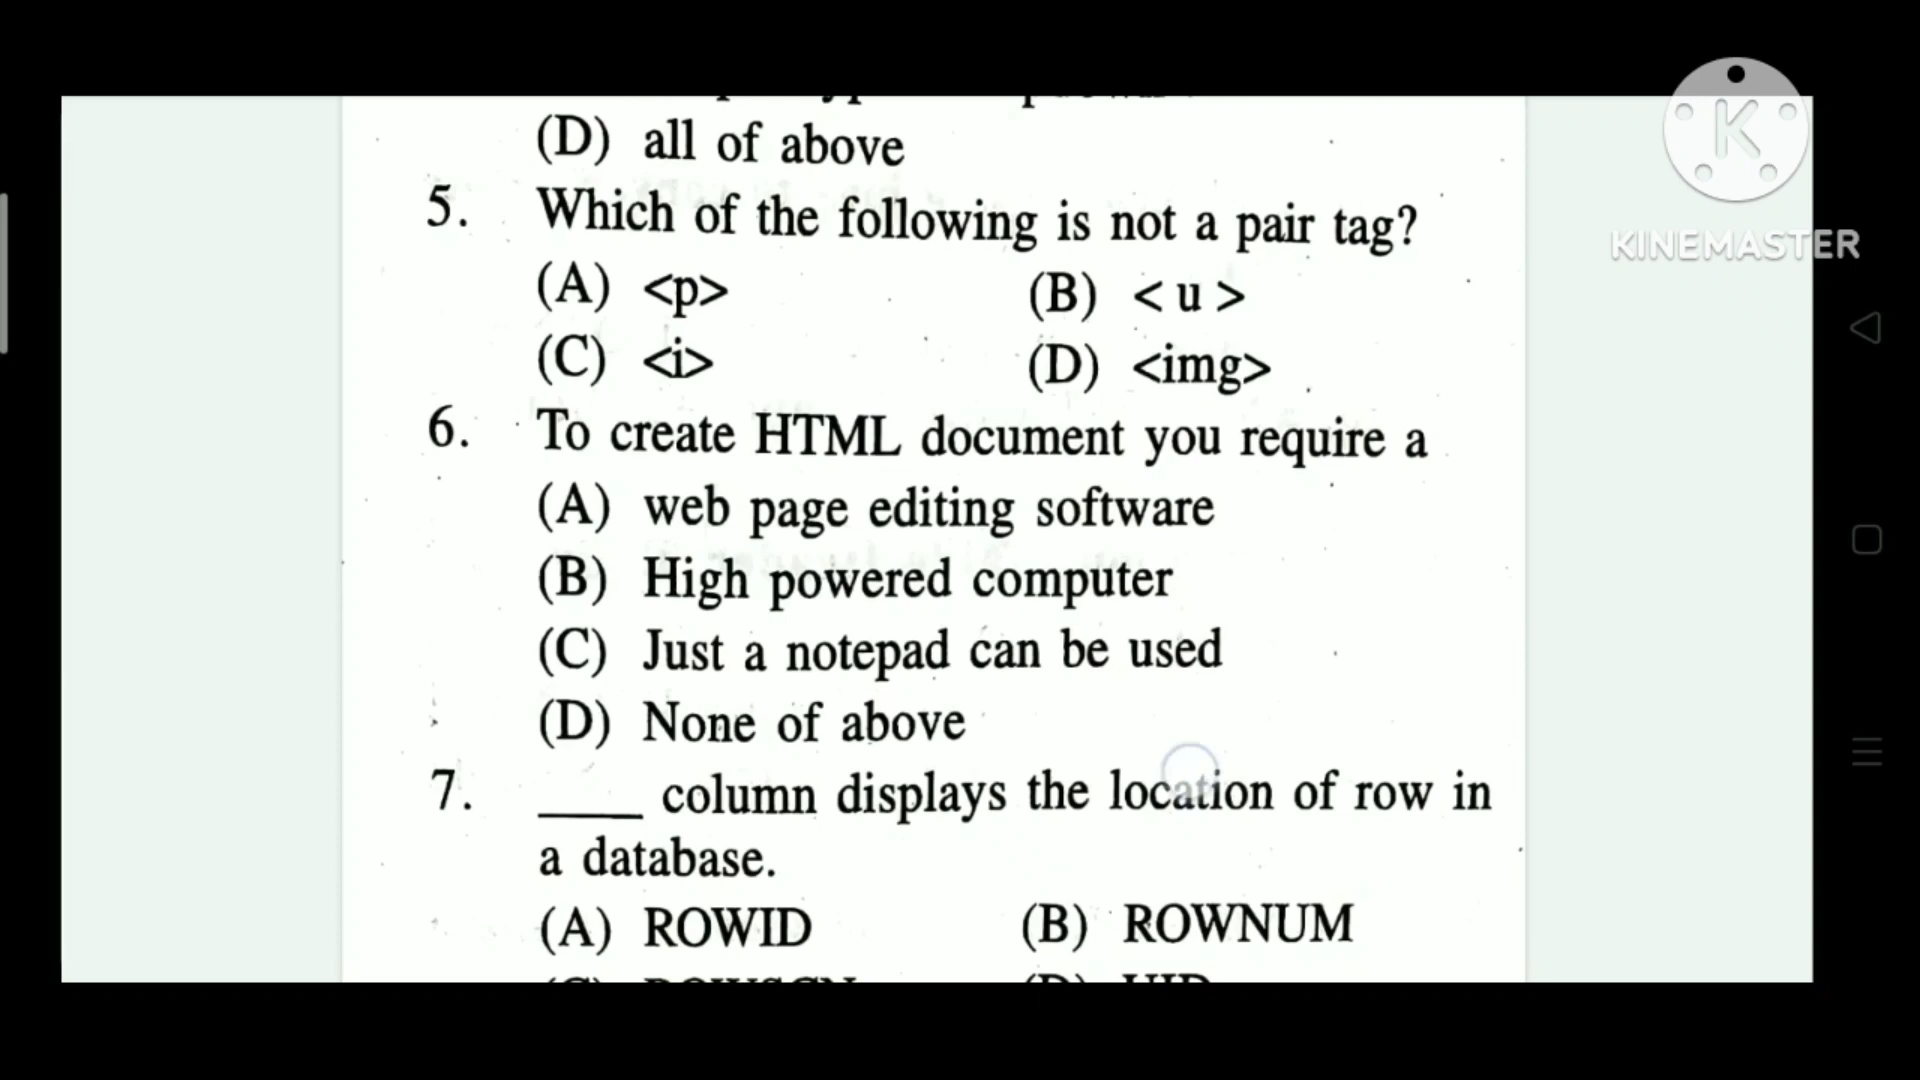 (D) all of above
5. Which of the following is not a pair tag?
(A) <p> (B) < u >
(C) <i> (D) <img>
6. To create HTML document you require a
(A) web page editing software
(B) High powered computer
(C) Just a notepad can be used
(D) None of above
7. ____ column displays the location of row in
a database.
(A) ROWID (B) ROWNUM
K
KINEMASTER